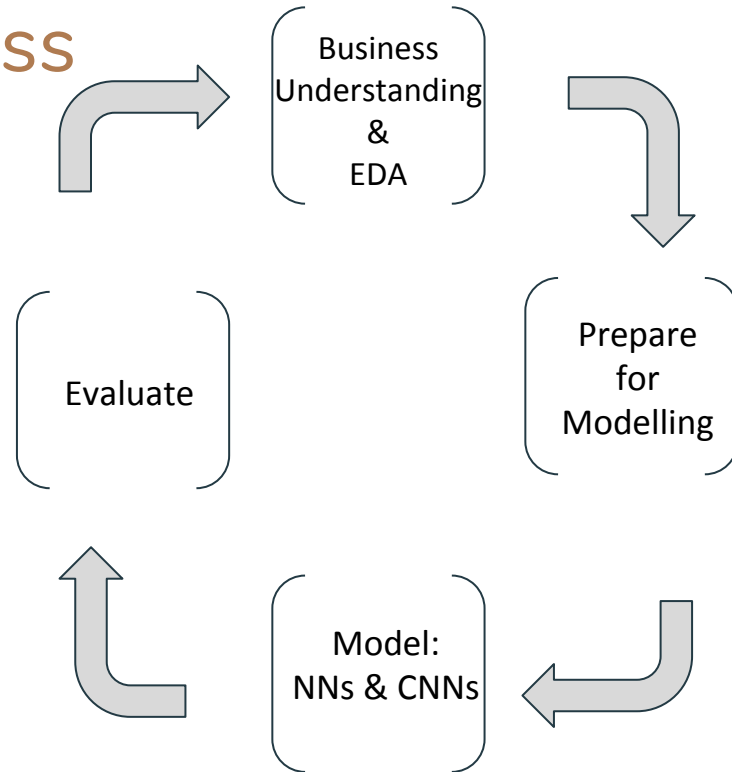 ss
Business
Understanding
&
EDA
Prepare
for
Modelling
Evaluate
Model:
NNs & CNNs